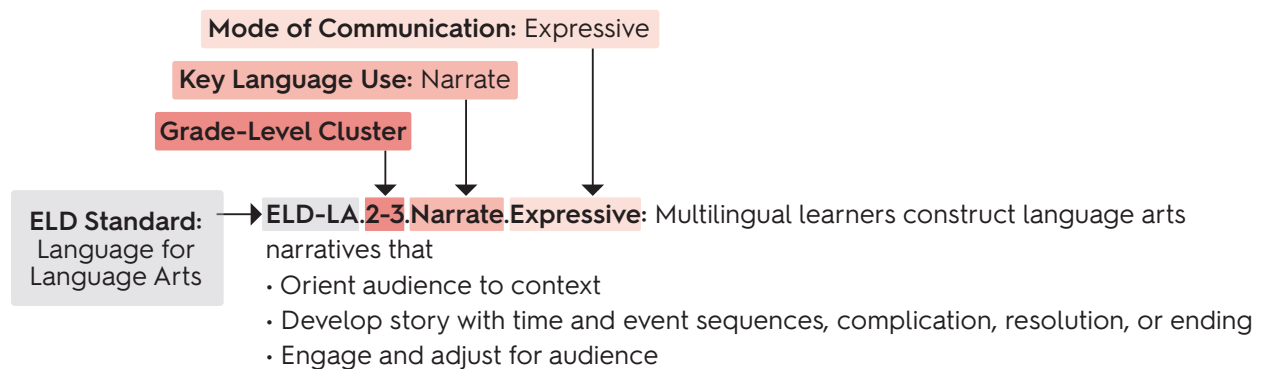 Mode of Communication: Expressive
Key Language Use: Narrate
Grade-Level Cluster
ELD Standard:
Language for
Language Arts
ELD-LA.2-3.Narrate.Expressive: Multilingual learners construct language arts
narratives that
· Orient audience to context
· Develop story with time and event sequences, complication, resolution, or ending
· Engage and adjust for audience